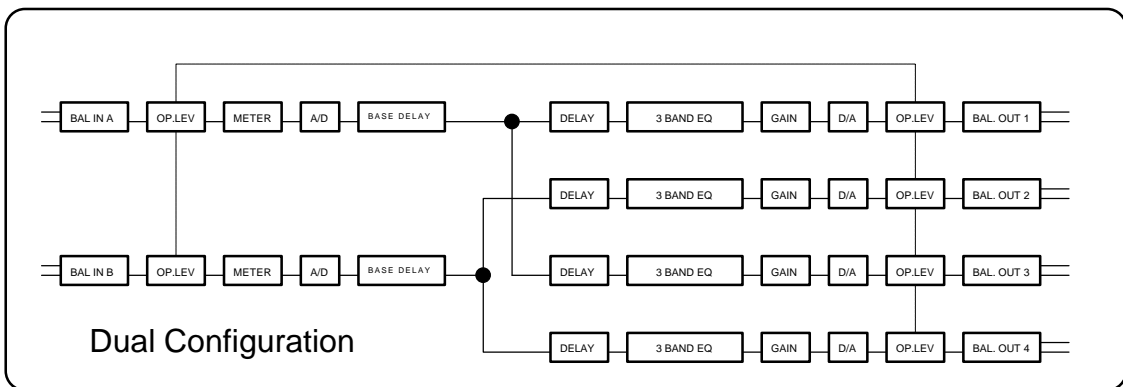 BAL IN A OP.LEV METER A/D BASE DELAY DELAY 3 BAND EQ GAIN D/A OP.LEV BAL. OUT 1
DELAY 3 BAND EQ GAIN D/A OP.LEV BAL. OUT 2
BAL IN B OP.LEV METER A/D BASE DELAY DELAY 3 BAND EQ GAIN D/A OP.LEV BAL. OUT 3
DELAY 3 BAND EQ GAIN D/A OP.LEV BAL. OUT 4
Dual Configuration